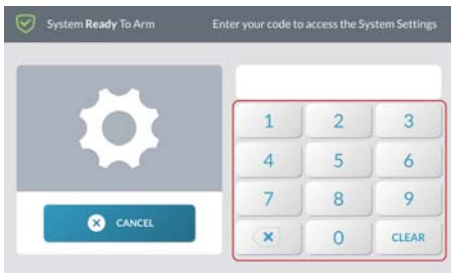 System Ready To Arm
Enter your code to access the System Settings
1 2 3
4 5 6
7 8 9
0 CLEAR
CANCEL